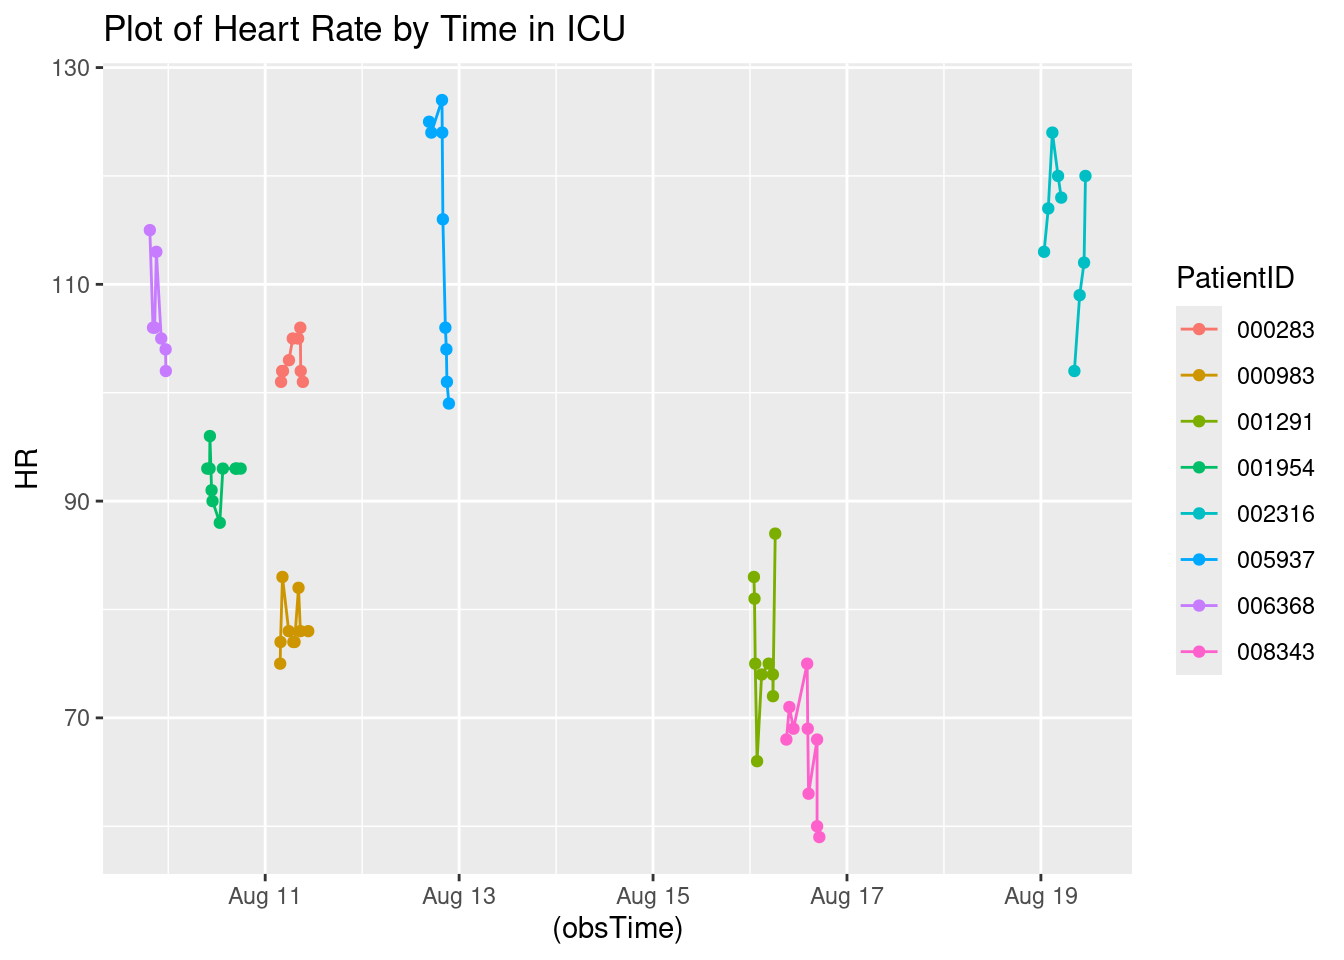 Plot of Heart Rate by Time in ICU
130
110
90
70
HR
Aug 11
Aug 13
Aug 15
Aug 17
Aug 19
(obsTime)
PatientID
000283
000983
001291
001954
002316
005937
006368
008343